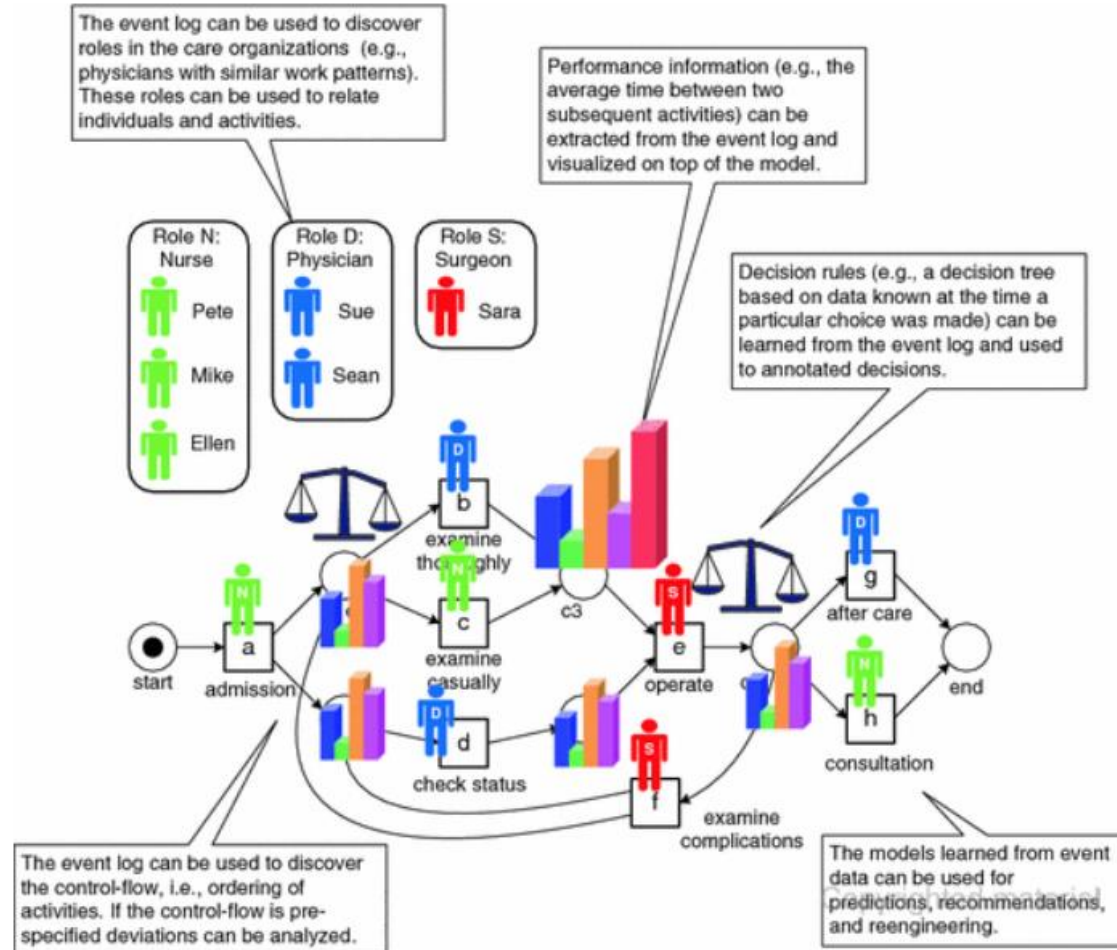 The event log can be used to discover
roles in the care organizations (e.g.,
physicians with similar work patterns).
These roles can be used to relate
individuals and activities.
Performance information (e.g., the
average time between two
subsequent activities) can be
extracted from the event log and
visualized on top of the model.
Role N:
Nurse
Pete
Mike
Ellen
Role D:
Physician
Sue
Sean
Role S:
Surgeon
Sara
Decision rules (e.g., a decision tree
based on data known at the time a
particular choice was made) can be
learned from the event log and used
to annotated decisions.
D
b
examine
thoroughly
N
c
examine
casually
c3
N
a
admission
start
D
d
check status
S
e
operate
S
f
examine
complications
D
g
after care
N
h
consultation
end
The event log can be used to discover
the control-flow, i.e., ordering of
activities. If the control-flow is pre-
specified deviations can be analyzed.
The models learned from event
data can be used for
predictions, recommendations,
and reengineering.
Copyrighted material